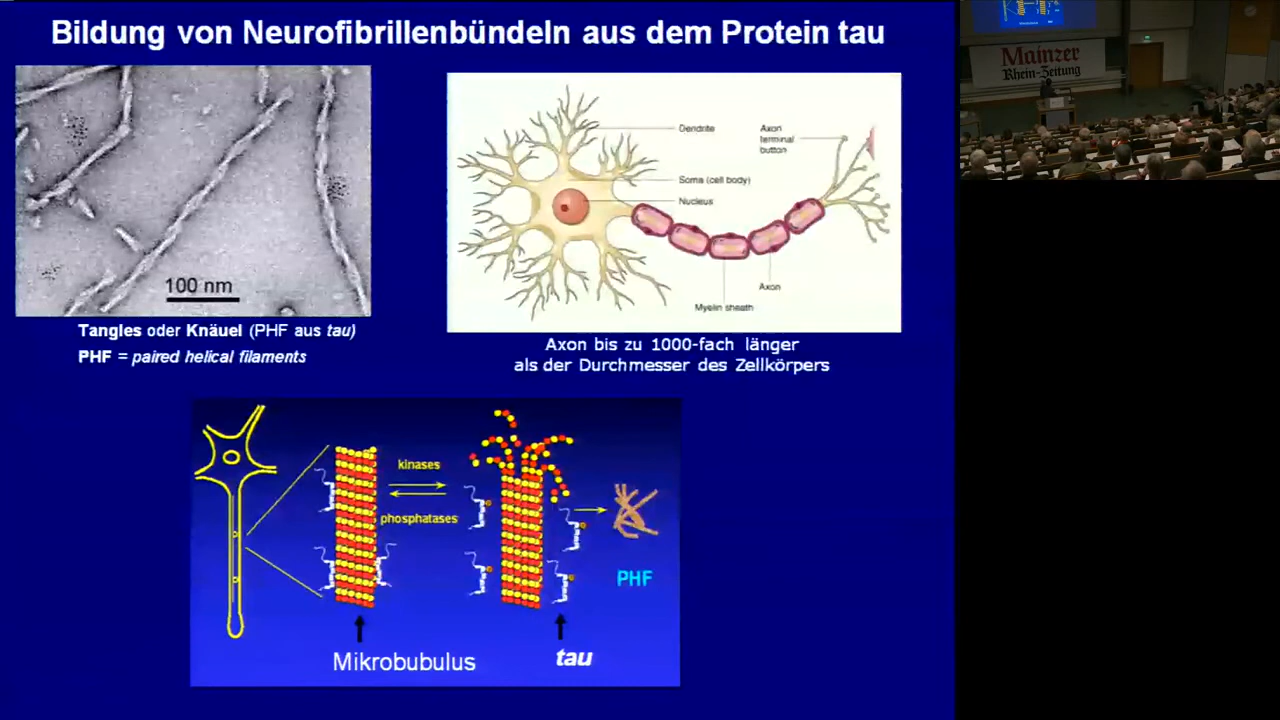 Bildung von Neurofibrillenbündeln aus dem Protein tau
100 nm
Tangles oder Knäuel (PHF aus tau)
PHF = paired helical filaments
Dendrite
Axon
terminal
button
Soma (cell body)
Nucleus
Axon
Myelin sheath
Axon bis zu 1000-fach länger
als der Durchmesser des Zellkörpers
kinases
phosphatases
PHF
Mikrobubulus
tau
Mainzer
Rhein-Zeitung